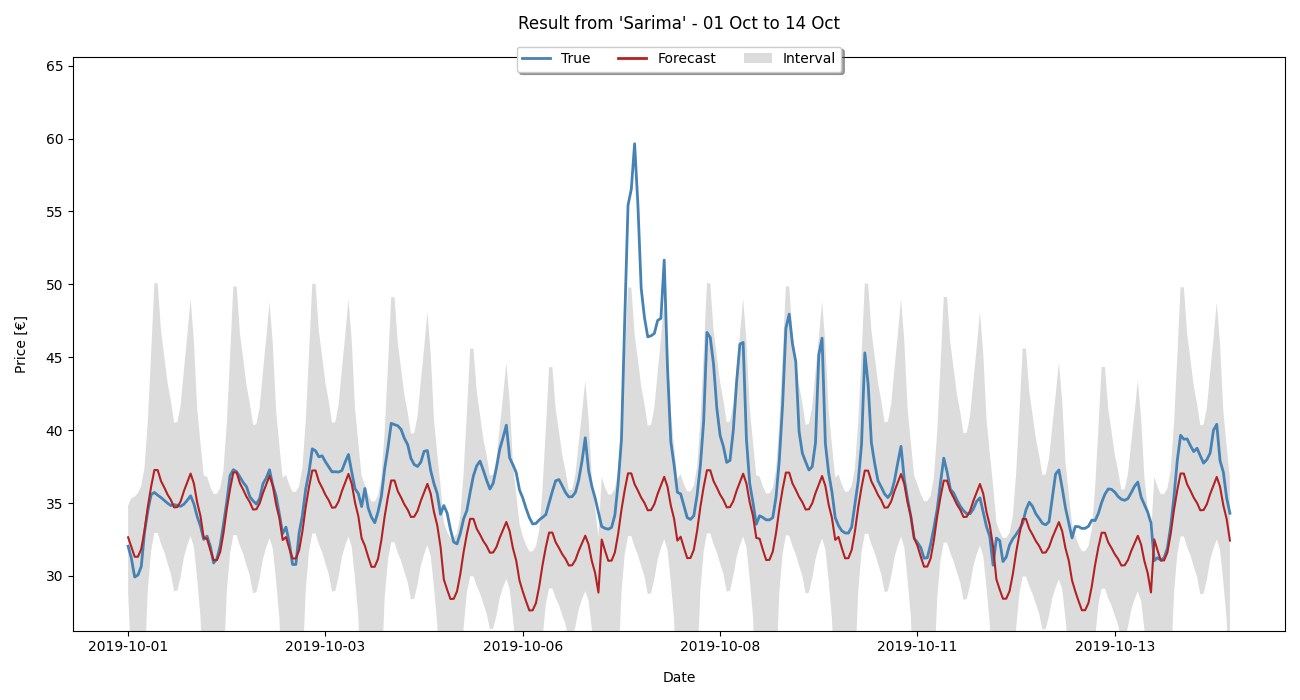 Result from 'Sarima' - 01 Oct to 14 Oct
True Forecast Interval
65
60
55
50
45
40
35
30
Price [€]
2019-10-01 2019-10-03 2019-10-06 2019-10-08 2019-10-11 2019-10-13
Date